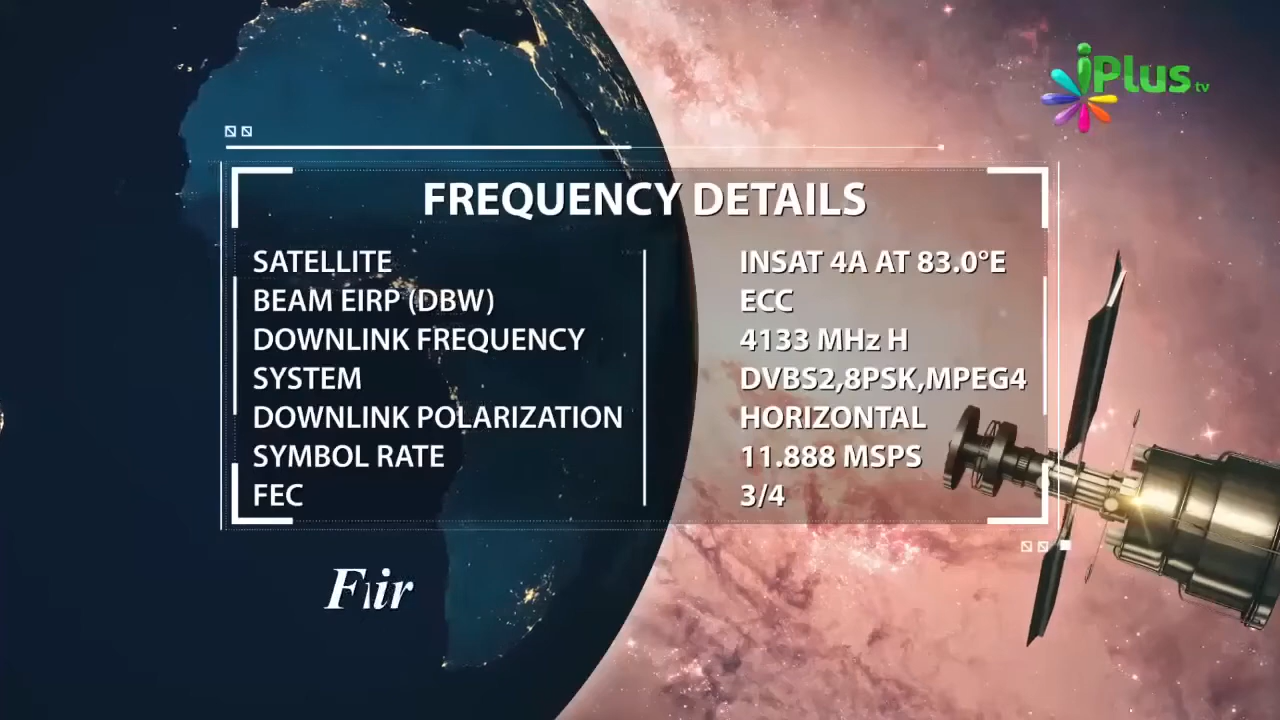 iPlus tv
FREQUENCY DETAILS
SATELLITE INSAT 4A AT 83.0°E
BEAM EIRP (DBW) ECC
DOWNLINK FREQUENCY 4133 MHz H
SYSTEM DVBS2,8PSK,MPEG4
DOWNLINK POLARIZATION HORIZONTAL
SYMBOL RATE 11.888 MSPS
FEC 3/4